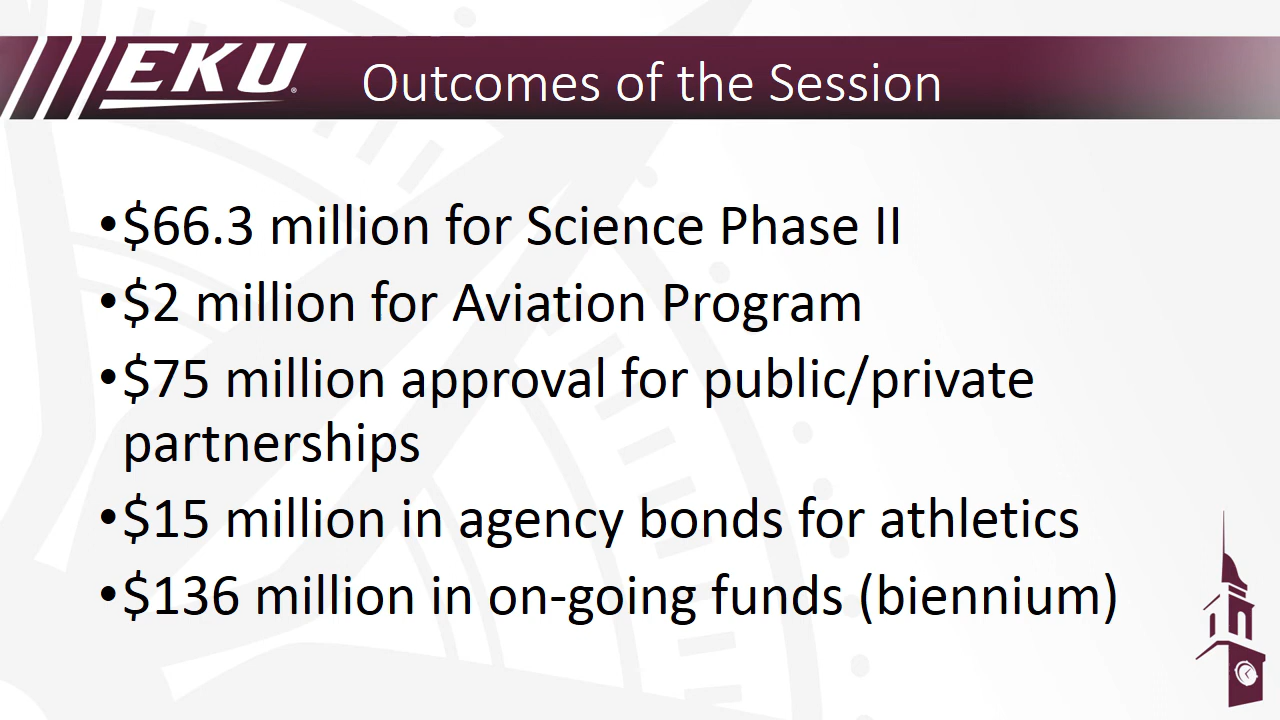 EKU
Outcomes of the Session
•$66.3 million for Science Phase II
•$2 million for Aviation Program
•$75 million approval for public/private
partnerships
•$15 million in agency bonds for athletics
•$136 million in on-going funds (biennium)